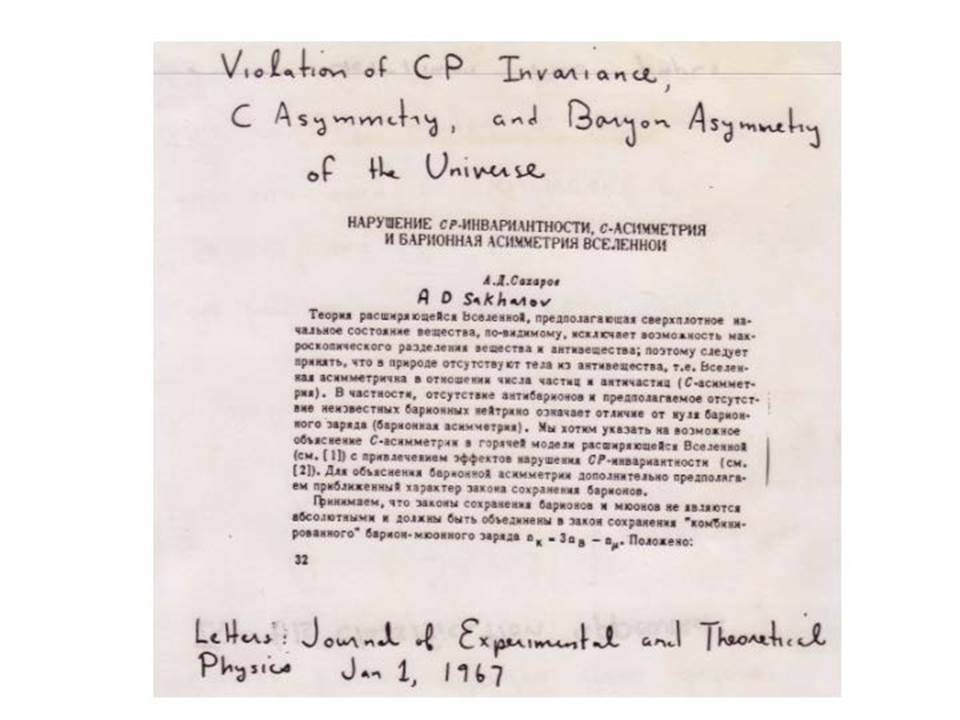 Violation of CP Invariance,
C Asymmetry, and Baryon Asymmetry
of the Universe
НАРУШЕНИЕ CP-ИНВАРИАНТНОСТИ, C-АСИММЕТРИЯ
И БАРИОННАЯ АСИММЕТРИЯ ВСЕЛЕННОЙ
А.Д.Сахаров
A D Sakharov
Теория расширяющейся Вселенной, предполагающая сверхплотное на-
чальное состояние вещества, по-видимому, исключает возможность мак-
роскопического разделения вещества и антивещества; поэтому следует
принять, что в природе отсутствуют тела из антивещества, т.е. Вселен-
ная асимметрична в отношении числа частиц и античастиц (C-асиммет-
рия). В частности, отсутствие антибарионов и предполагаемое отсутст-
вие неизвестных барионных нейтрино означает отличие от нуля барион-
ного заряда (барионная асимметрия). Мы хотим указать на возможное
объяснение C-асимметрии в горячей модели расширяющейся Вселенной
(см. [1]) с привлечением эффектов нарушения CP-инвариантности (см.
[2]). Для объяснения барионной асимметрии дополнительно предполага-
ем приближенный характер закона сохранения барионов.
Принимаем, что законы сохранения барионов и мюонов не являются
абсолютными и должны быть объединены в закон сохранения "комбини-
рованного" барион-мюонного заряда nк = 3nB − nμ. Положено:
32
Letters: Journal of Experimental and Theoretical
Physics Jan 1, 1967